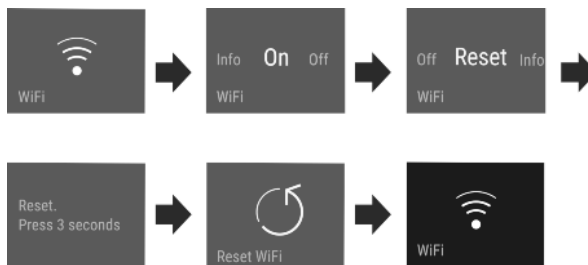 WiFi
Info On Off
WiFi
Off Reset Info
WiFi
Reset.
Press 3 seconds
Reset WiFi
WiFi